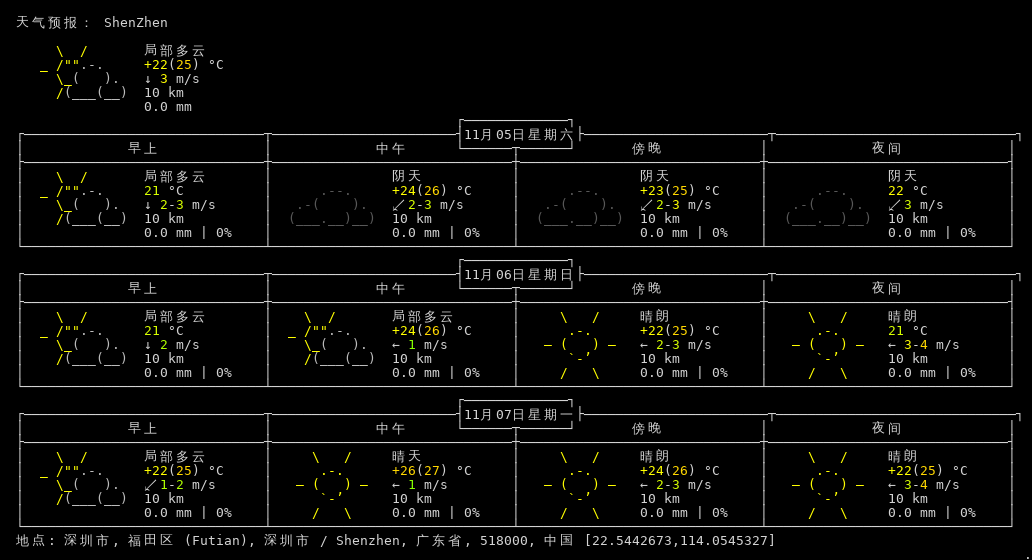 天气预报： ShenZhen
局部多云
+22(25) °C
↓ 3 m/s
10 km
0.0 mm
11月05日星期六
早上 中午 傍晚 夜间
局部多云 阴天 阴天 阴天
21 °C +24(26) °C +23(25) °C 22 °C
↓ 2-3 m/s ↙ 2-3 m/s ↙ 2-3 m/s ↙ 3 m/s
10 km 10 km 10 km 10 km
0.0 mm | 0% 0.0 mm | 0% 0.0 mm | 0% 0.0 mm | 0%
11月06日星期日
早上 中午 傍晚 夜间
局部多云 局部多云 晴朗 晴朗
21 °C +24(26) °C +22(25) °C 21 °C
↓ 2 m/s ← 1 m/s ← 2-3 m/s ← 3-4 m/s
10 km 10 km 10 km 10 km
0.0 mm | 0% 0.0 mm | 0% 0.0 mm | 0% 0.0 mm | 0%
11月07日星期一
早上 中午 傍晚 夜间
局部多云 晴天 晴朗 晴朗
+22(25) °C +26(27) °C +24(26) °C +22(25) °C
↙ 1-2 m/s ← 1 m/s ← 2-3 m/s ← 3-4 m/s
10 km 10 km 10 km 10 km
0.0 mm | 0% 0.0 mm | 0% 0.0 mm | 0% 0.0 mm | 0%
地点: 深圳市, 福田区 (Futian), 深圳市 / Shenzhen, 广东省, 518000, 中国 [22.5442673,114.0545327]